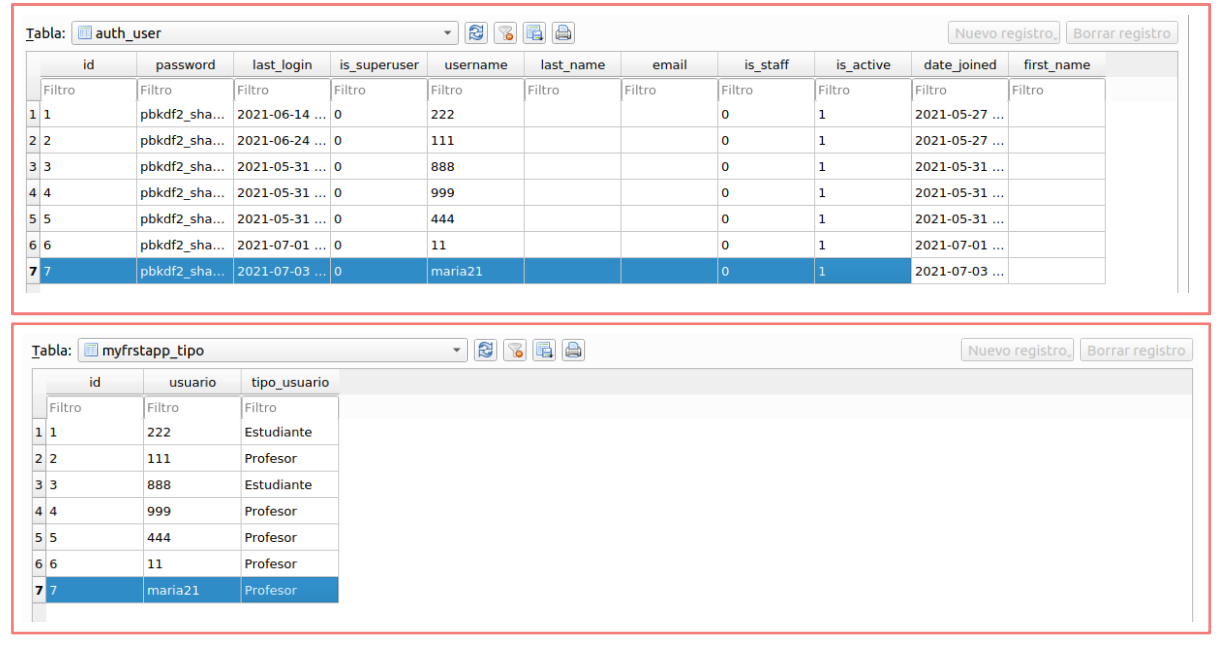 Tabla: auth_user Nuevo registro Borrar registro
id password last_login is_superuser username last_name email is_staff is_active date_joined first_name
Filtro Filtro Filtro Filtro Filtro Filtro Filtro Filtro Filtro Filtro Filtro
1 1 pbkdf2_sha... 2021-06-14 ... 0 222 0 1 2021-05-27 ...
2 2 pbkdf2_sha... 2021-06-24 ... 0 111 0 1 2021-05-27 ...
3 3 pbkdf2_sha... 2021-05-31 ... 0 888 0 1 2021-05-31 ...
4 4 pbkdf2_sha... 2021-05-31 ... 0 999 0 1 2021-05-31 ...
5 5 pbkdf2_sha... 2021-05-31 ... 0 444 0 1 2021-05-31 ...
6 6 pbkdf2_sha... 2021-07-01 ... 0 11 0 1 2021-07-01 ...
7 7 pbkdf2_sha... 2021-07-03 ... 0 maria21 0 1 2021-07-03 ...
Tabla: myfrstapp_tipo Nuevo registro Borrar registro
id usuario tipo_usuario
Filtro Filtro Filtro
1 1 222 Estudiante
2 2 111 Profesor
3 3 888 Estudiante
4 4 999 Profesor
5 5 444 Profesor
6 6 11 Profesor
7 7 maria21 Profesor